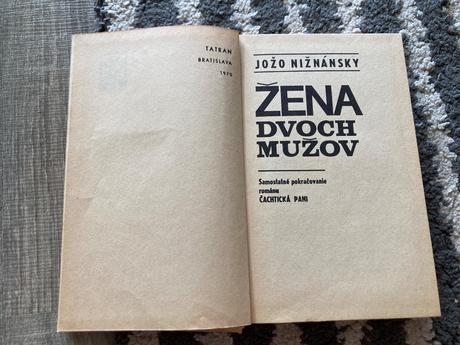 TATRAN
BRATISLAVA
1970
JOŽO NIŽNÁNSKY
ŽENA
DVOCH
MUŽOV
Samostatné pokračovanie
románu
ČACHTICKÁ PANI